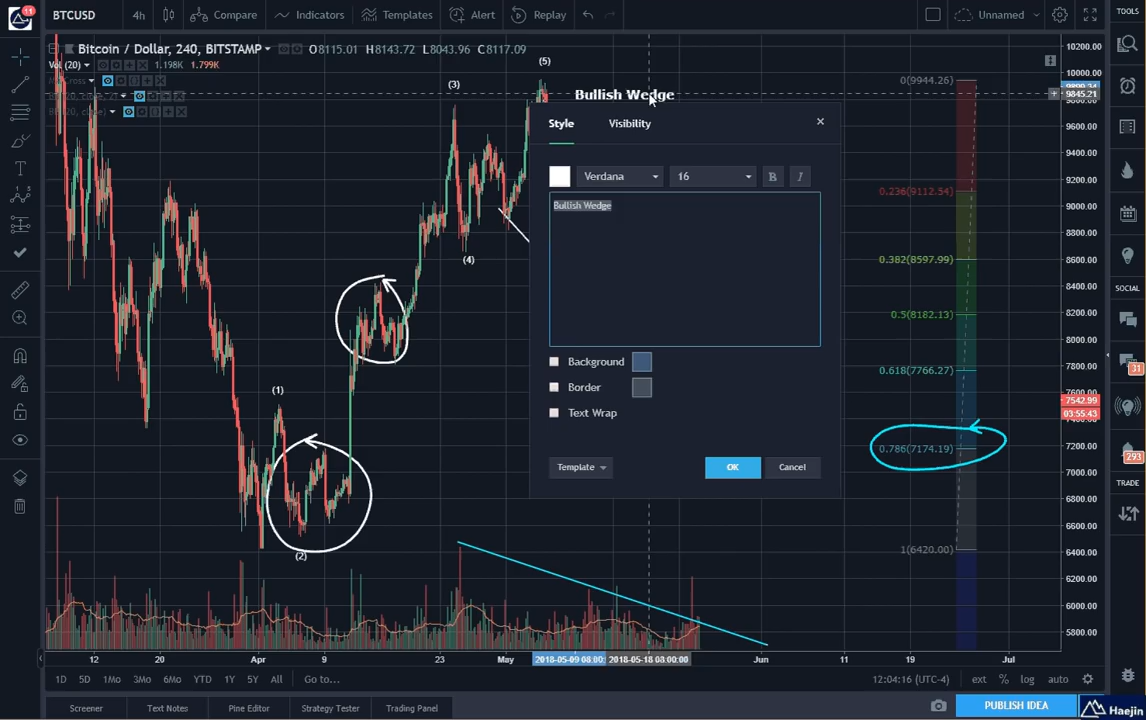 11
BTCUSD 4h Compare Indicators Templates Alert Replay Unnamed TOOLS
Bitcoin / Dollar, 240, BITSTAMP O8115.01 H8143.72 L8043.96 C8117.09
Vol (20) 1.198K 1.799K
(5)
(3)
(4)
(1)
(2)
Bullish Wedge
Style Visibility
Verdana 16 B I
Bullish Wedge
Background
Border
Text Wrap
Template OK Cancel
0(9944.26)
0.236(9112.54)
0.382(8597.99)
0.5(8182.13)
0.618(7766.27)
0.786(7174.19)
1(6420.00)
10200.00
10000.00
9845.21
9600.00
9400.00
9200.00
9000.00
8800.00
8600.00
8400.00
8200.00
8000.00
7800.00
7542.99
03:55:43
7200.00
7000.00
6800.00
6600.00
6400.00
6200.00
6000.00
5800.00
SOCIAL
31
293
TRADE
12 20 Apr 9 23 May 2018-05-09 08:00: 2018-05-18 08:00:00 Jun 11 19 Jul
1D 5D 1Mo 3Mo 6Mo YTD 1Y 5Y All Go to... 12:04:16 (UTC-4) ext % log auto
Screener Text Notes Pine Editor Strategy Tester Trading Panel PUBLISH IDEA Haejin